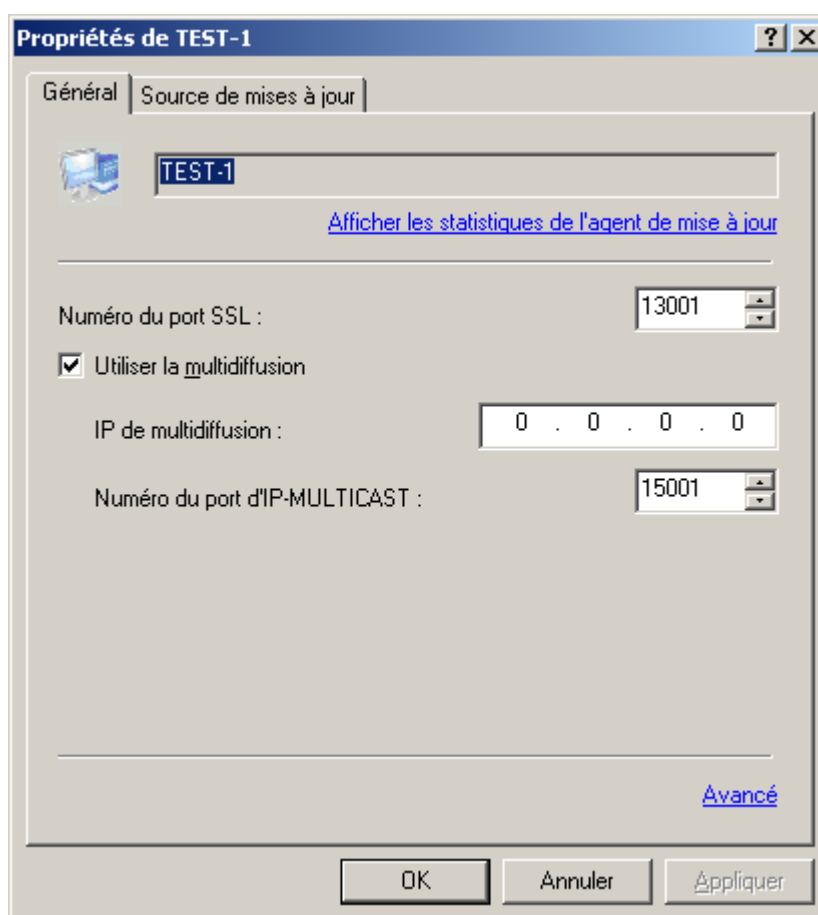 Propriétés de TEST-1
Général
Source de mises à jour
TEST-1
Afficher les statistiques de l'agent de mise à jour
Numéro du port SSL :
13001
Utiliser la multidiffusion
IP de multidiffusion :
0 . 0 . 0 . 0
Numéro du port d'IP-MULTICAST :
15001
Avancé
OK
Annuler
Appliquer